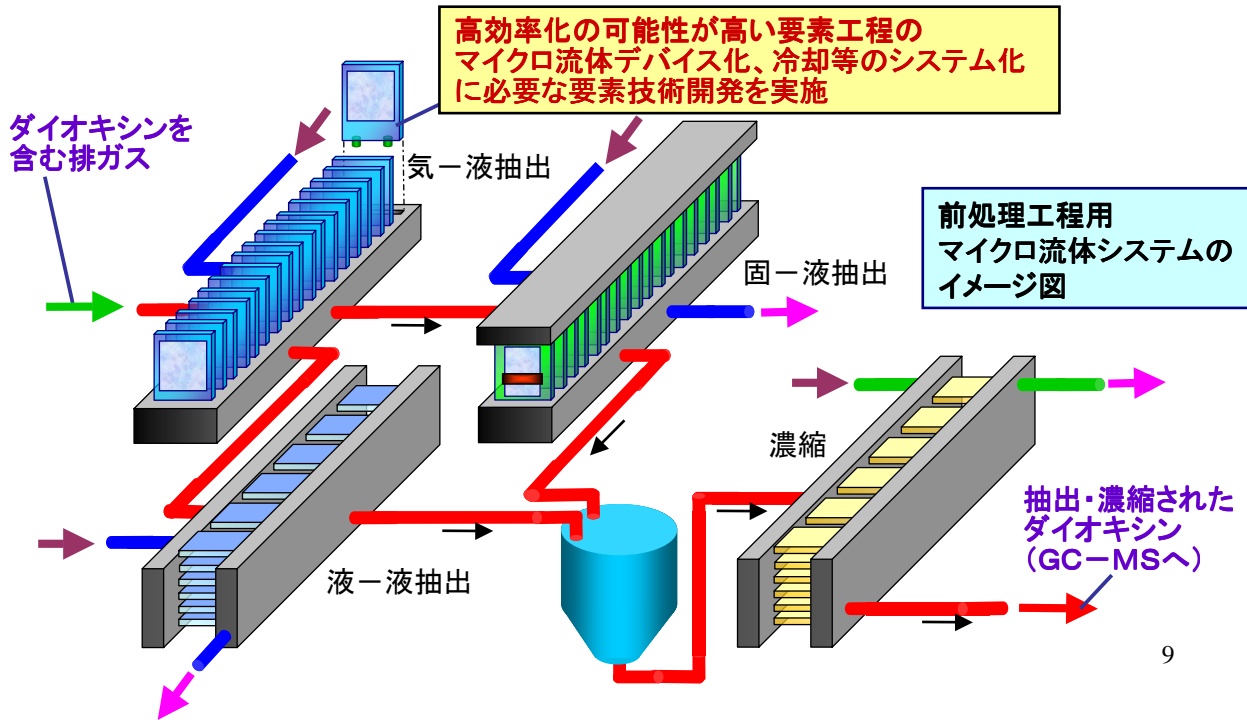 高効率化の可能性が高い要素工程の
マイクロ流体デバイス化、冷却等のシステム化
に必要な要素技術開発を実施
ダイオキシンを
含む排ガス
気－液抽出
前処理工程用
マイクロ流体システムの
イメージ図
固－液抽出
濃縮
抽出・濃縮された
ダイオキシン
（GC－MSへ）
液－液抽出
9